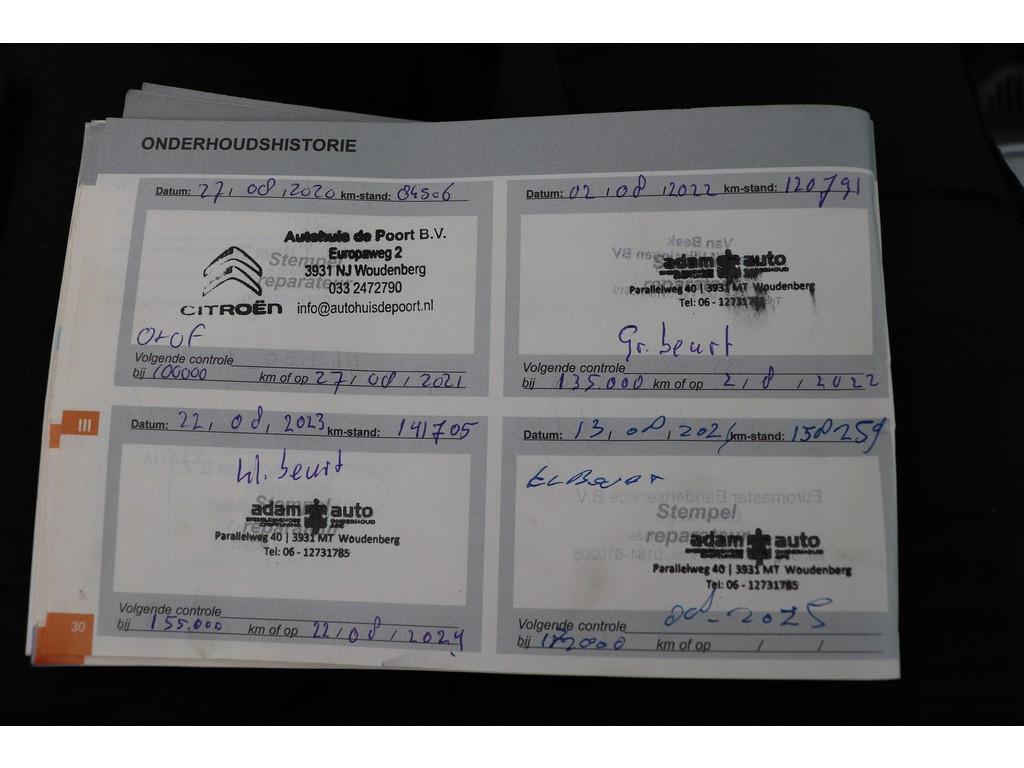 ONDERHOUDSHISTORIE
Datum: 27, 08, 2020 km-stand: 84506
Autohuis de Poort B.V.
Europaweg 2
Stempel
3931 NJ Woudenberg
033 2472790
CITROËN info@autohuisdepoort.nl
Volgende controle
bij 100000 km of op 27, 08, 2021
Datum: 02, 08, 2022 km-stand: 120791
Van Beek
adam auto
Parallelweg 40 | 3931 MT Woudenberg
Tel: 06 - 12731785
Gr. beurt
Volgende controle
bij 135.000 km of op 2, 8, 2022
III
Datum: 22, 08, 2023 km-stand: 141705
kl. beurt
Stempel
adam auto
Parallelweg 40 | 3931 MT Woudenberg
Tel: 06 - 12731785
Volgende controle
bij 155.000 km of op 22, 08, 2024
Datum: 13, 08, 2024 km-stand: 158259
Euromaster Bandenservice B.V.
Stempel
reparateur
adam auto
Parallelweg 40 | 3931 MT Woudenberg
Tel: 06 - 12731785
08-2025
Volgende controle
bij km of op / /
30